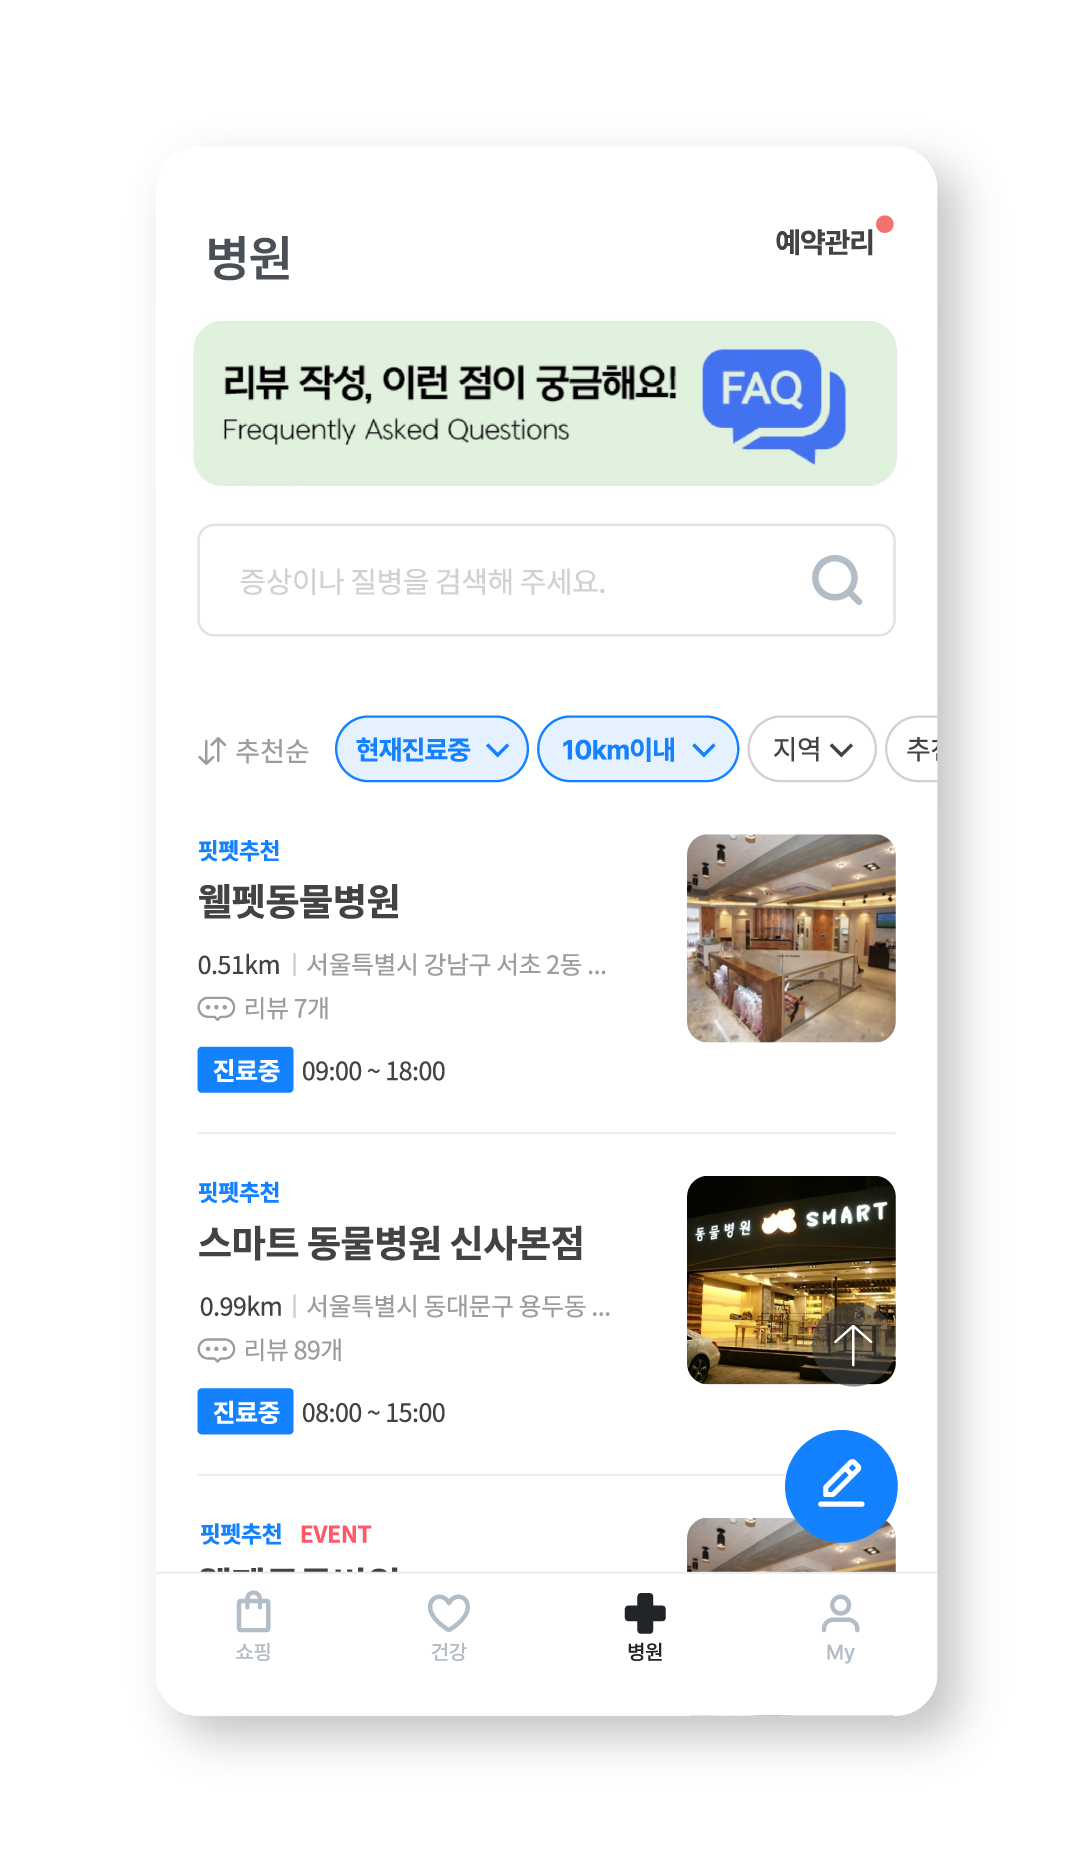 병원
예약관리
리뷰 작성, 이런 점이 궁금해요!
Frequently Asked Questions
FAQ
증상이나 질병을 검색해 주세요.
추천순
현재진료중
10km이내
지역
핏펫추천
웰펫동물병원
0.51km | 서울특별시 강남구 서초 2동 ...
리뷰 7개
진료중 09:00 ~ 18:00
핏펫추천
스마트 동물병원 신사본점
0.99km | 서울특별시 동대문구 용두동 ...
리뷰 89개
진료중 08:00 ~ 15:00
동물병원 SMART
핏펫추천 EVENT
쇼핑
건강
병원
My